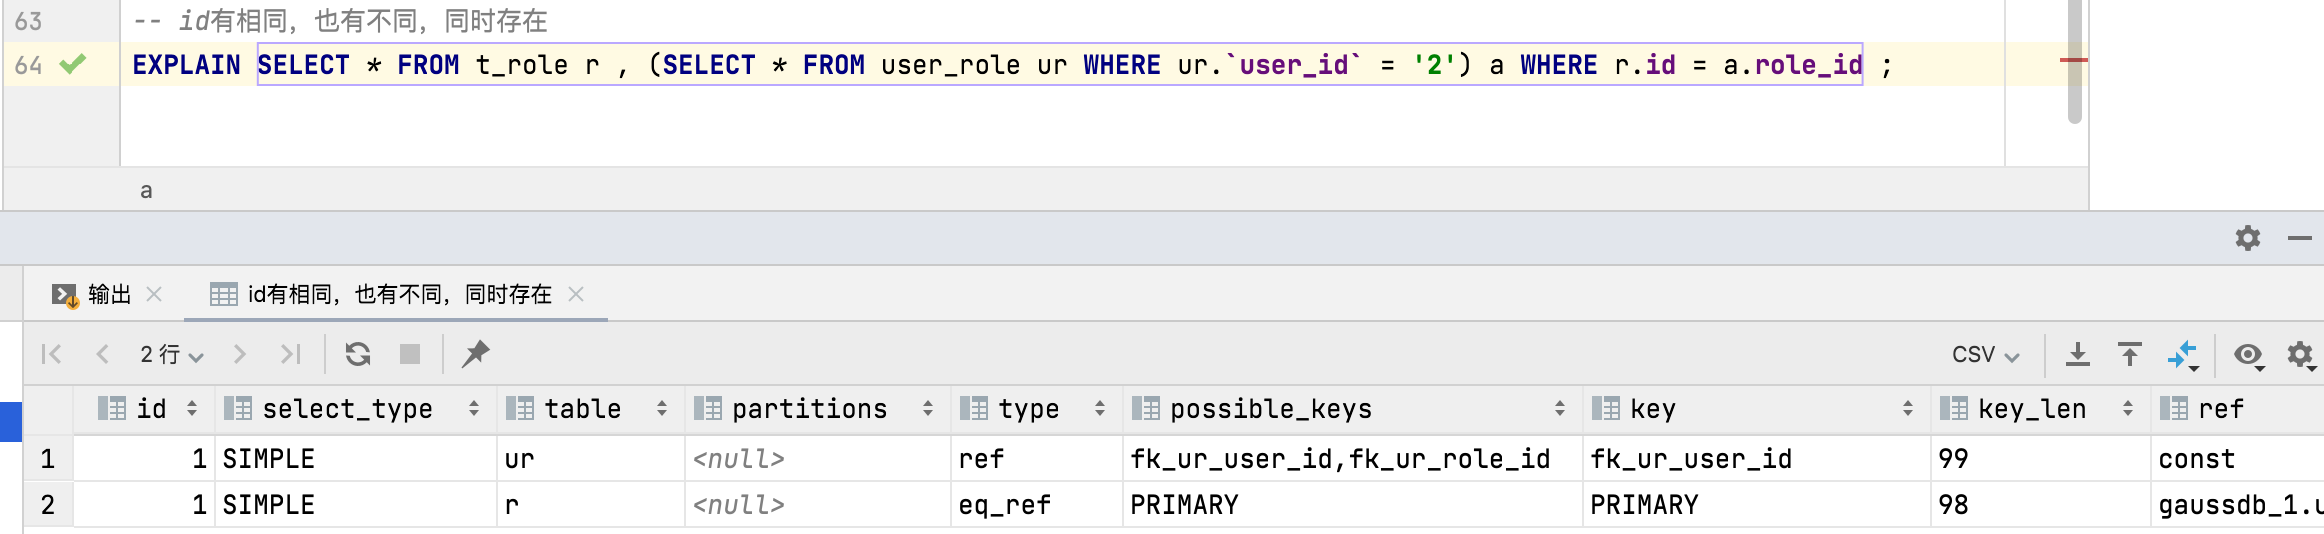 63 -- id有相同，也有不同，同时存在
64 EXPLAIN SELECT * FROM t_role r , (SELECT * FROM user_role ur WHERE ur.`user_id` = '2') a WHERE r.id = a.role_id ;
a
输出 id有相同，也有不同，同时存在
2 行 CSV
id select_type table partitions type possible_keys key key_len ref
1 1 SIMPLE ur <null> ref fk_ur_user_id,fk_ur_role_id fk_ur_user_id 99 const
2 1 SIMPLE r <null> eq_ref PRIMARY PRIMARY 98 gaussdb_1.u